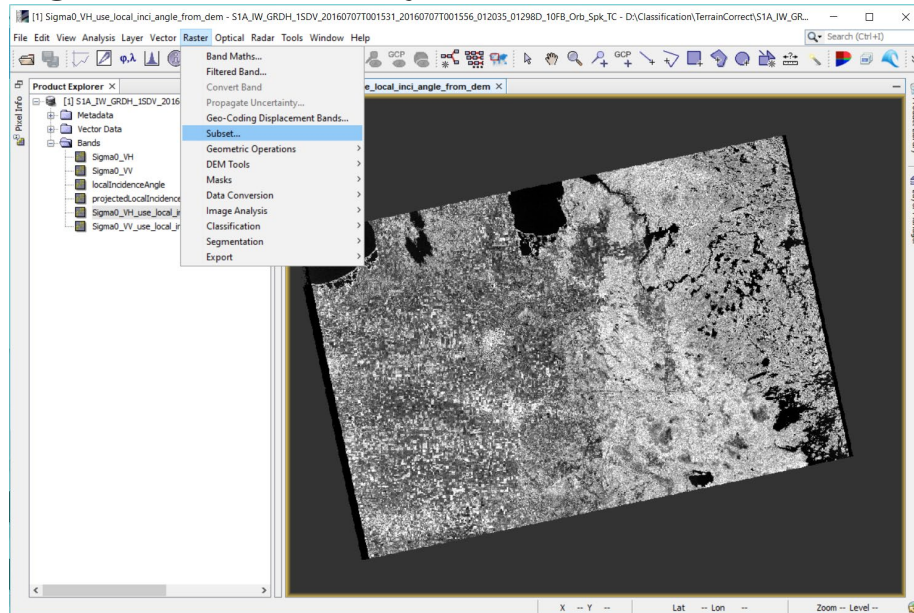 [1] Sigma0_VH_use_local_inci_angle_from_dem - S1A_IW_GRDH_1SDV_20160707T001531_20160707T001556_012035_01298D_10FB_Orb_Spk_TC - D:\Classification\TerrainCorrect\S1A_IW_GR...
File Edit View Analysis Layer Vector Raster Optical Radar Tools Window Help
Search (Ctrl+I)
φ,λ
GCP
GCP
Product Explorer ×
e_local_inci_angle_from_dem ×
Pixel Info
[1] S1A_IW_GRDH_1SDV_2016
Metadata
Vector Data
Bands
Sigma0_VH
Sigma0_VV
localIncidenceAngle
projectedLocalIncidence
Sigma0_VH_use_local_i
Sigma0_VV_use_local_ir
Band Maths...
Filtered Band...
Convert Band
Propagate Uncertainty...
Geo-Coding Displacement Bands...
Subset...
Geometric Operations
DEM Tools
Masks
Data Conversion
Image Analysis
Classification
Segmentation
Export
X -- Y -- Lat -- Lon -- Zoom -- Level --